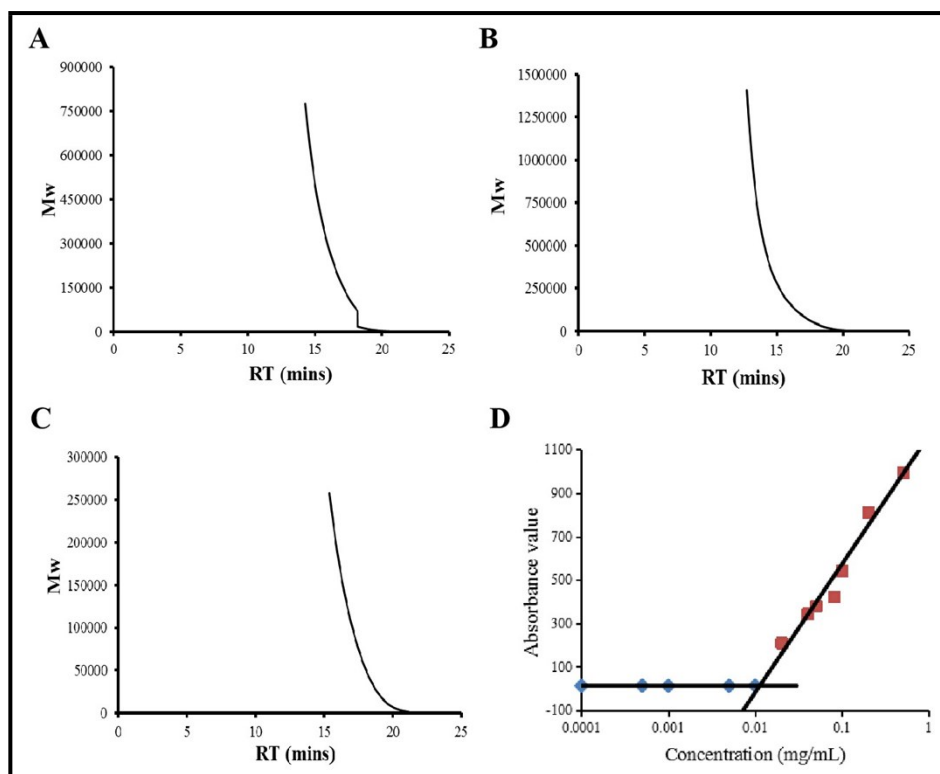 A
900000
750000
600000
450000
300000
150000
0
Mw
0 5 10 15 20 25
RT (mins)
B
1500000
1250000
1000000
750000
500000
250000
0
Mw
0 5 10 15 20 25
RT (mins)
C
300000
250000
200000
150000
100000
50000
0
Mw
0 5 10 15 20 25
RT (mins)
D
1100
900
700
500
300
100
-100
Absorbance value
0.0001 0.001 0.01 0.1 1
Concentration (mg/mL)